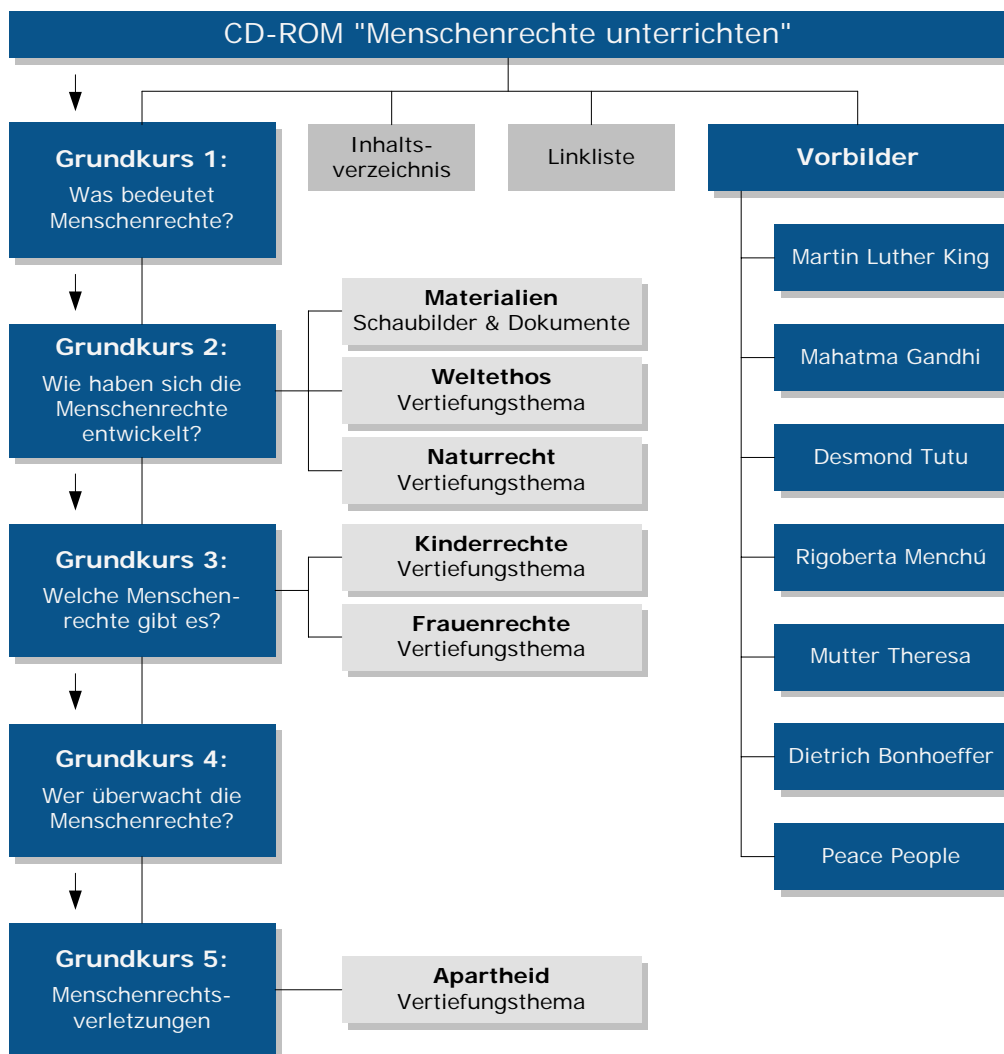 CD-ROM "Menschenrechte unterrichten"
Grundkurs 1:
Was bedeutet
Menschenrechte?
Inhalts-
verzeichnis
Linkliste
Vorbilder
Grundkurs 2:
Wie haben sich die
Menschenrechte
entwickelt?
Materialien
Schaubilder & Dokumente
Weltethos
Vertiefungsthema
Naturrecht
Vertiefungsthema
Grundkurs 3:
Welche Menschen-
rechte gibt es?
Kinderrechte
Vertiefungsthema
Frauenrechte
Vertiefungsthema
Grundkurs 4:
Wer überwacht die
Menschenrechte?
Grundkurs 5:
Menschenrechts-
verletzungen
Apartheid
Vertiefungsthema
Martin Luther King
Mahatma Gandhi
Desmond Tutu
Rigoberta Menchú
Mutter Theresa
Dietrich Bonhoeffer
Peace People